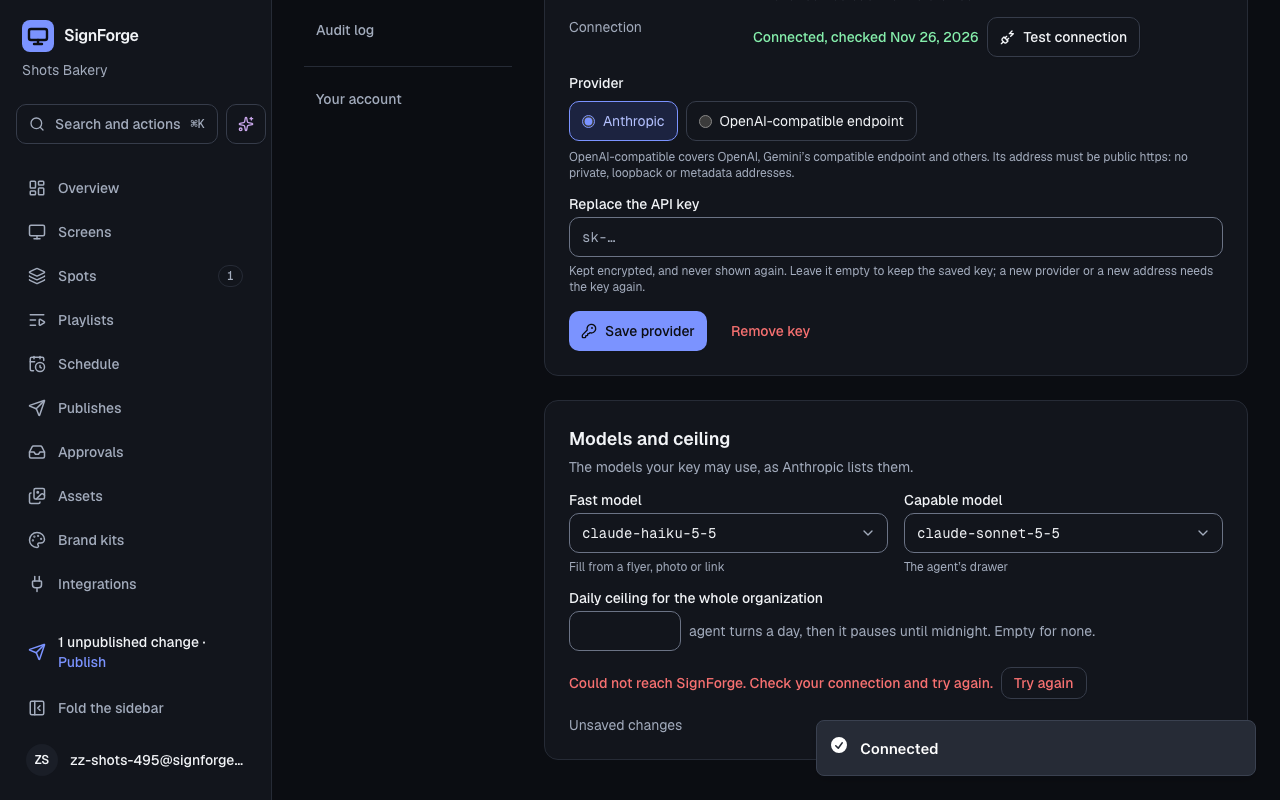 SignForge
Shots Bakery
Search and actions ⌘K
Overview
Screens
Spots 1
Playlists
Schedule
Publishes
Approvals
Assets
Brand kits
Integrations
1 unpublished change ·
Publish
Fold the sidebar
ZS zz-shots-495@signforge…
Audit log
Your account
Connection
Connected, checked Nov 26, 2026
Test connection
Provider
Anthropic
OpenAI-compatible endpoint
OpenAI-compatible covers OpenAI, Gemini's compatible endpoint and others. Its address must be public https: no
private, loopback or metadata addresses.
Replace the API key
sk-…
Kept encrypted, and never shown again. Leave it empty to keep the saved key; a new provider or a new address needs
the key again.
Save provider
Remove key
Models and ceiling
The models your key may use, as Anthropic lists them.
Fast model
claude-haiku-5-5
Fill from a flyer, photo or link
Capable model
claude-sonnet-5-5
The agent's drawer
Daily ceiling for the whole organization
agent turns a day, then it pauses until midnight. Empty for none.
Could not reach SignForge. Check your connection and try again.
Try again
Unsaved changes
Connected